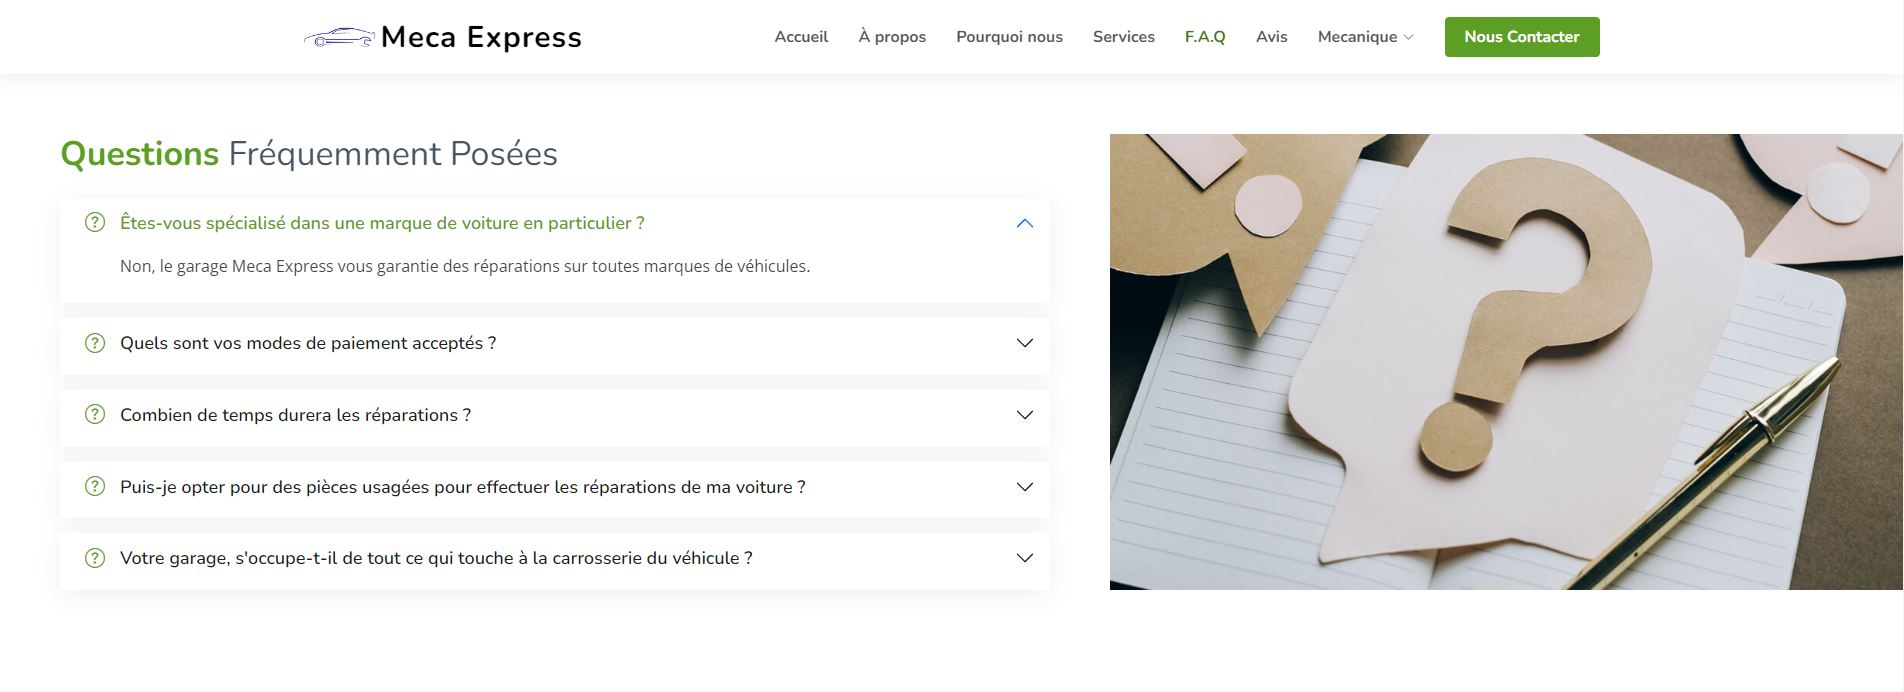 Meca Express
Accueil À propos Pourquoi nous Services F.A.Q Avis Mecanique Nous Contacter
Questions Fréquemment Posées
Êtes-vous spécialisé dans une marque de voiture en particulier ?
Non, le garage Meca Express vous garantie des réparations sur toutes marques de véhicules.
Quels sont vos modes de paiement acceptés ?
Combien de temps durera les réparations ?
Puis-je opter pour des pièces usagées pour effectuer les réparations de ma voiture ?
Votre garage, s'occupe-t-il de tout ce qui touche à la carrosserie du véhicule ?
?